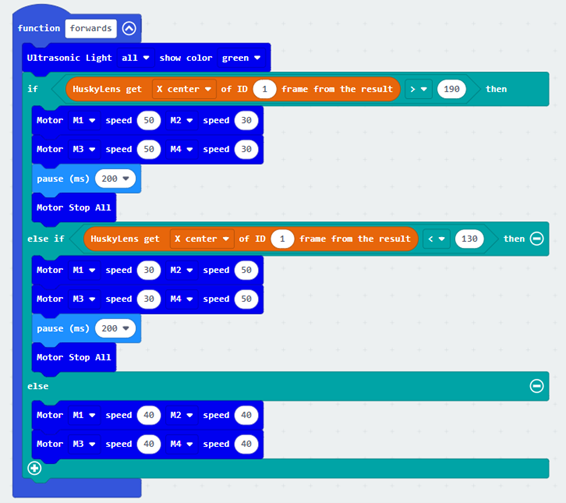 function forwards
Ultrasonic Light all show color green
if HuskyLens get X center of ID 1 frame from the result > 190 then
Motor M1 speed 50 M2 speed 30
Motor M3 speed 50 M4 speed 30
pause (ms) 200
Motor Stop All
else if HuskyLens get X center of ID 1 frame from the result < 130 then
Motor M1 speed 30 M2 speed 50
Motor M3 speed 30 M4 speed 50
pause (ms) 200
Motor Stop All
else
Motor M1 speed 40 M2 speed 40
Motor M3 speed 40 M4 speed 40